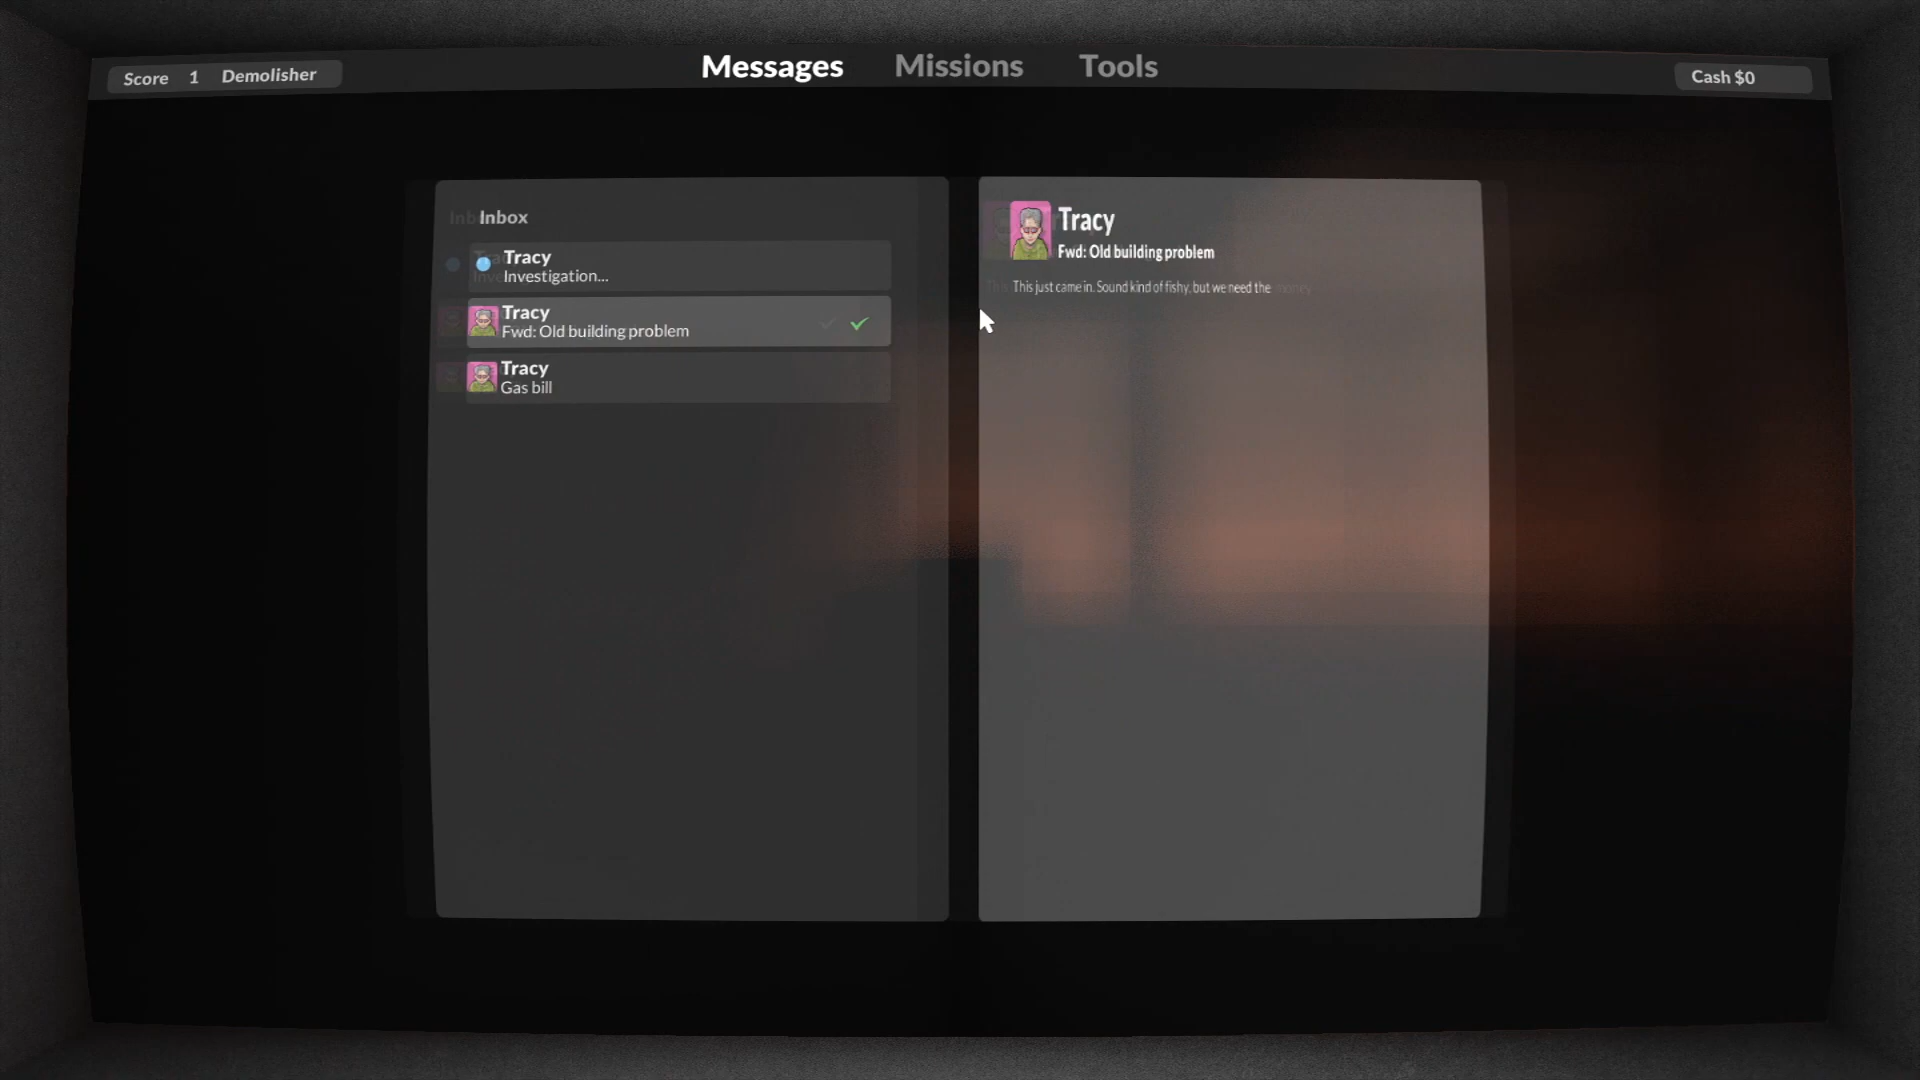 Score 1 Demolisher
Messages
Missions
Tools
Cash $0
Inbox
Tracy
Investigation...
Tracy
Fwd: Old building problem
Tracy
Gas bill
Tracy
Fwd: Old building problem
This just came in. Sound kind of fishy, but we need the money